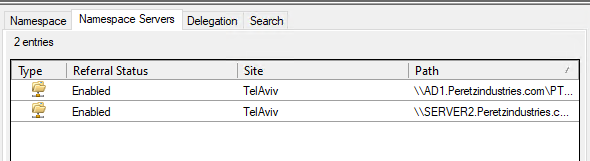 Namespace Namespace Servers Delegation Search
2 entries
Type Referral Status Site Path
Enabled TelAviv \\AD1.Peretzindustries.com\PT...
Enabled TelAviv \\SERVER2.Peretzindustries.c...